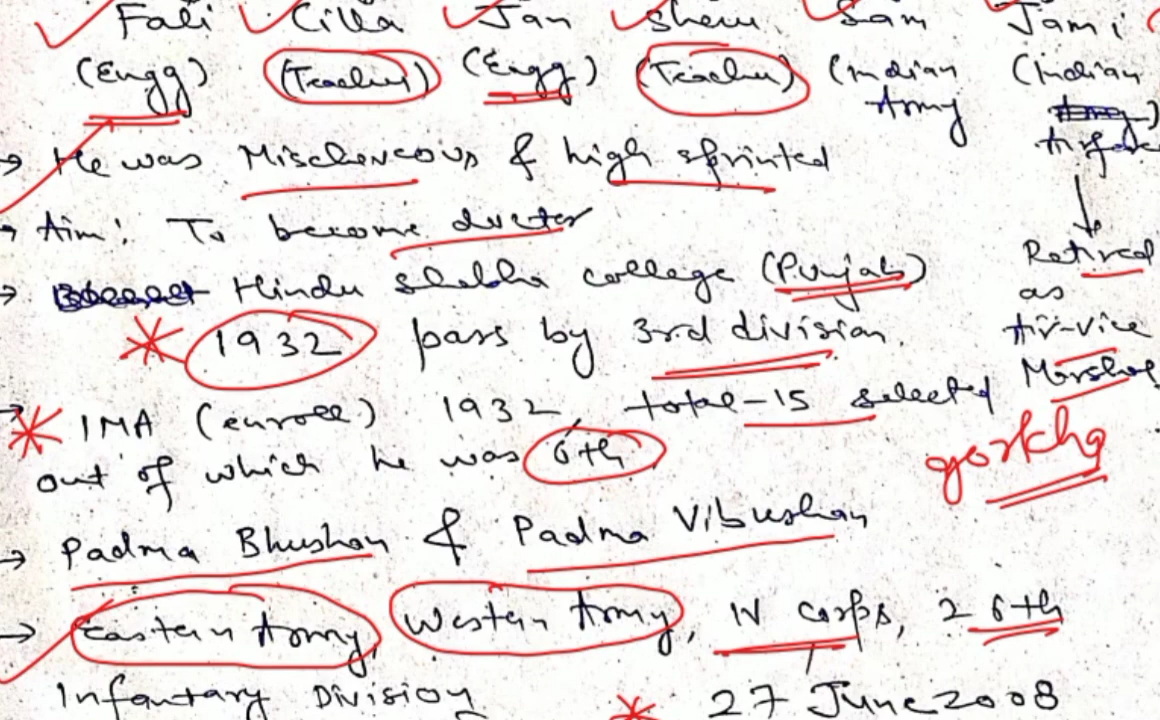 Fali Cilla Jan Sheru Sam Jami
(Engg) (Teacher) (Engg) (Teacher) (Indian Army (Indian Airforce)
→ He was Mischeveous & high sprinted
→ Aim: To become doctor
→ Hindu Sabha college (Punjab)
1932 pass by 3rd division.
→ IMA (enroll) 1932, total-15 selected
out of which he was 6th
Retired
as
Air-vice
Marshal
gorkha
→ Padma Bhushan & Padma Vibushan
→ Eastern Army, Western Army, IV corps, 26th
Infantary Division
27 June 2008